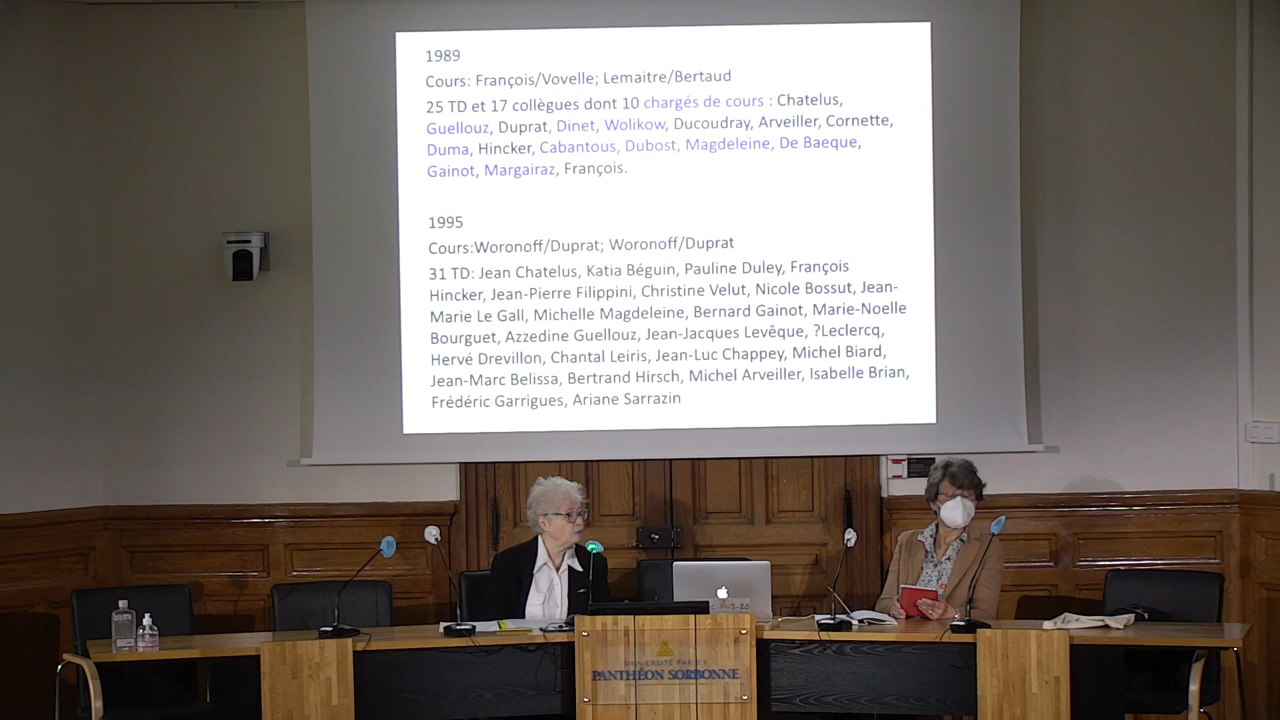 1989
Cours: François/Vovelle; Lemaitre/Bertaud
25 TD et 17 collègues dont 10 chargés de cours : Chatelus,
Guellouz, Duprat, Dinet, Wolikow, Ducoudray, Arveiller, Cornette,
Duma, Hincker, Cabantous, Dubost, Magdeleine, De Baeque,
Gainot, Margairaz, François.
1995
Cours:Woronoff/Duprat; Woronoff/Duprat
31 TD: Jean Chatelus, Katia Béguin, Pauline Duley, François
Hincker, Jean-Pierre Filippini, Christine Velut, Nicole Bossut, Jean-
Marie Le Gall, Michelle Magdeleine, Bernard Gainot, Marie-Noelle
Bourguet, Azzedine Guellouz, Jean-Jacques Levêque, ?Leclercq,
Hervé Drevillon, Chantal Leiris, Jean-Luc Chappey, Michel Biard,
Jean-Marc Belissa, Bertrand Hirsch, Michel Arveiller, Isabelle Brian,
Frédéric Garrigues, Ariane Sarrazin
UNIVERSITÉ PARIS 1
PANTHÉON SORBONNE